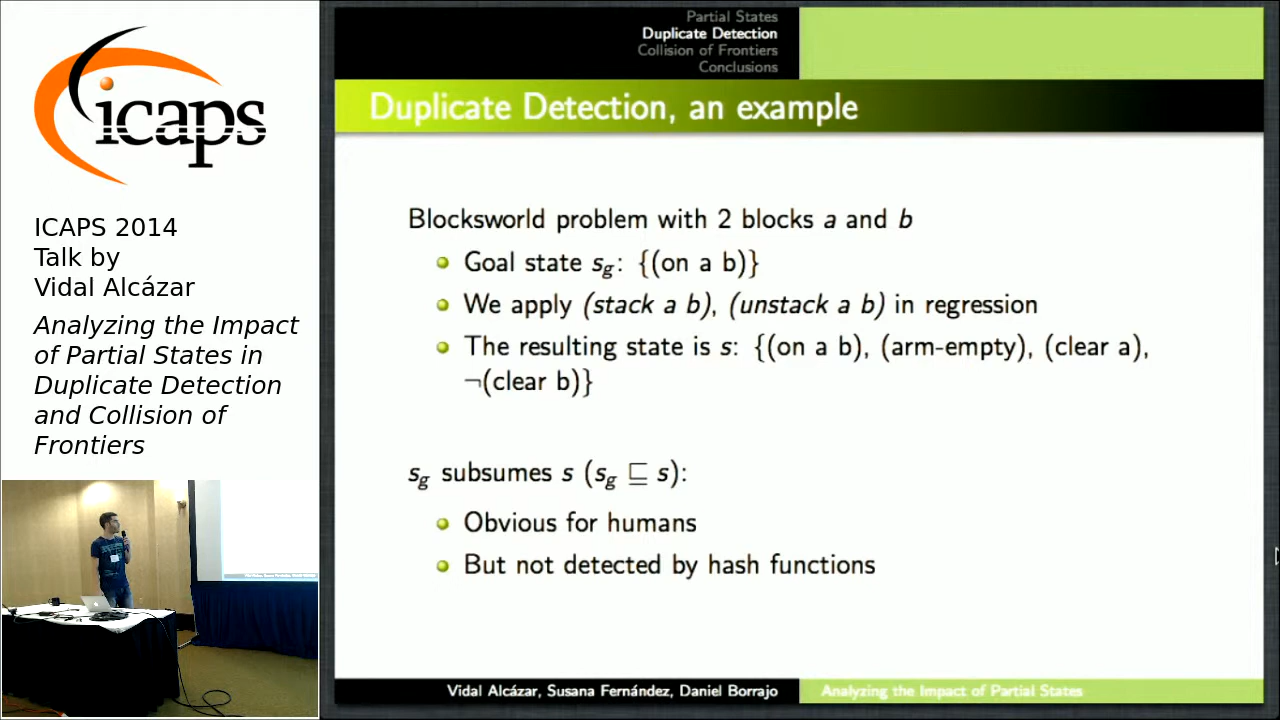 icaps
ICAPS 2014
Talk by
Vidal Alcázar
Analyzing the Impact
of Partial States in
Duplicate Detection
and Collision of
Frontiers
Partial States
Duplicate Detection
Collision of Frontiers
Conclusions
Duplicate Detection, an example
Blocksworld problem with 2 blocks a and b
Goal state sg: {(on a b)}
We apply (stack a b), (unstack a b) in regression
The resulting state is s: {(on a b), (arm-empty), (clear a),
¬(clear b)}
sg subsumes s (sg ⊑ s):
Obvious for humans
But not detected by hash functions
Vidal Alcázar, Susana Fernández, Daniel Borrajo
Analyzing the Impact of Partial States